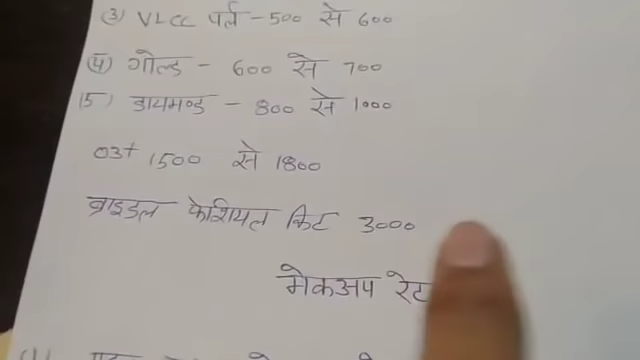 (3) VLCC पर्ल - 500 से 600
(4) गोल्ड - 600 से 700
(5) डायमण्ड - 800 से 1000
03+ 1500 से 1800
ब्राइडल फेशियल किट 3000
मेकअप रेट